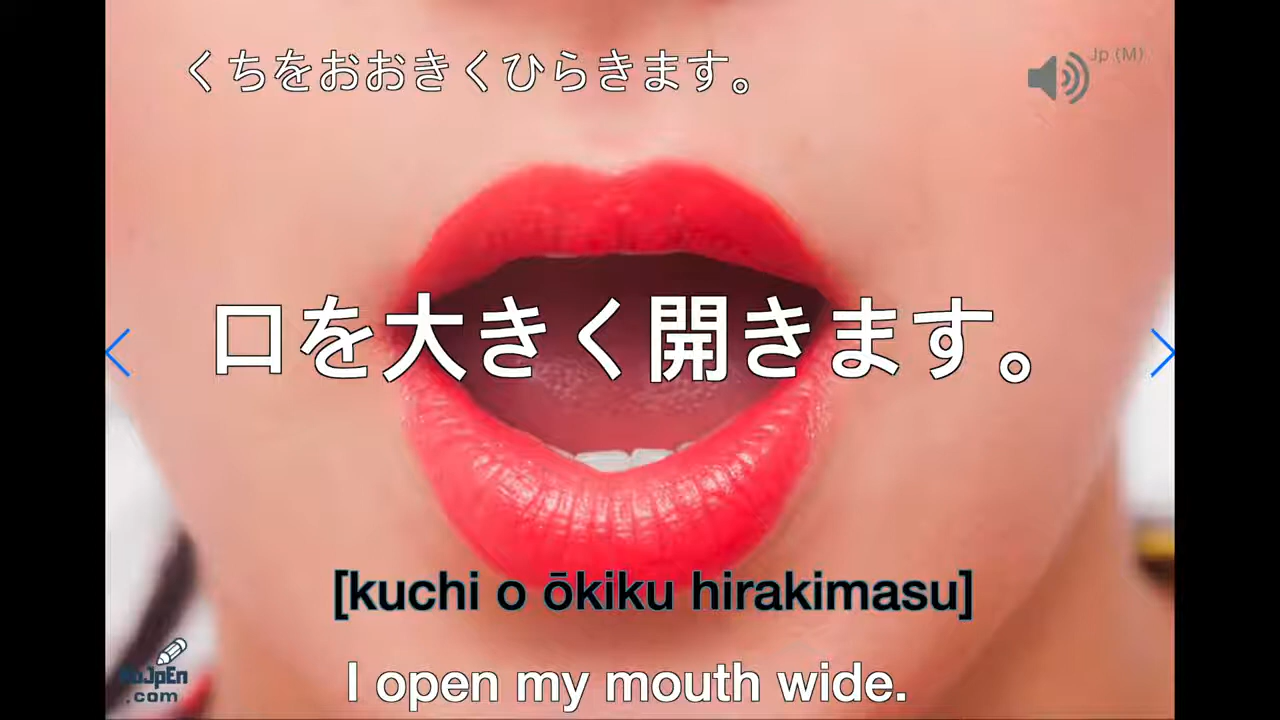 くちをおおきくひらきます。
Jp (M)
口を大きく開きます。
[kuchi o ōkiku hirakimasu]
I open my mouth wide.
.com